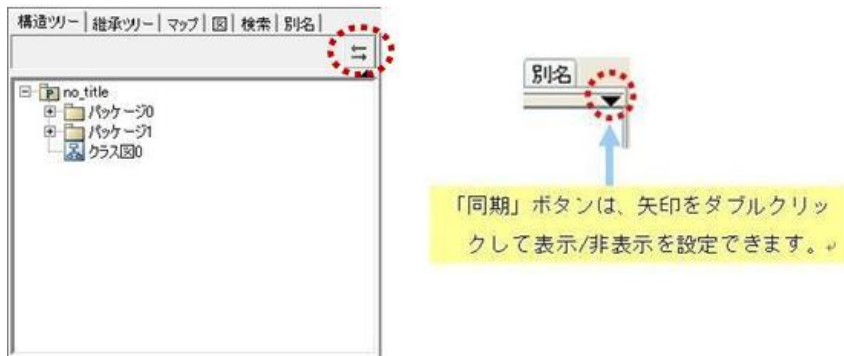 構造ツリー 継承ツリー マップ 図 検索 別名
no_title
パッケージ0
パッケージ1
クラス図0
別名
「同期」ボタンは、矢印をダブルクリッ
クして表示/非表示を設定できます。